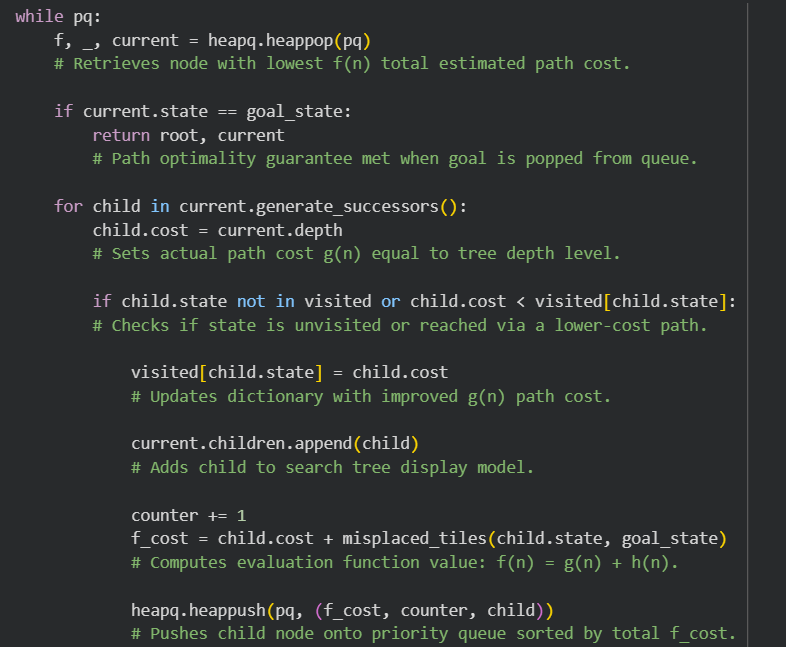 while pq:
    f, _, current = heapq.heappop(pq)
    # Retrieves node with lowest f(n) total estimated path cost.

    if current.state == goal_state:
        return root, current
        # Path optimality guarantee met when goal is popped from queue.

    for child in current.generate_successors():
        child.cost = current.depth
        # Sets actual path cost g(n) equal to tree depth level.

        if child.state not in visited or child.cost < visited[child.state]:
        # Checks if state is unvisited or reached via a lower-cost path.

            visited[child.state] = child.cost
            # Updates dictionary with improved g(n) path cost.

            current.children.append(child)
            # Adds child to search tree display model.

            counter += 1
            f_cost = child.cost + misplaced_tiles(child.state, goal_state)
            # Computes evaluation function value: f(n) = g(n) + h(n).

            heapq.heappush(pq, (f_cost, counter, child))
            # Pushes child node onto priority queue sorted by total f_cost.